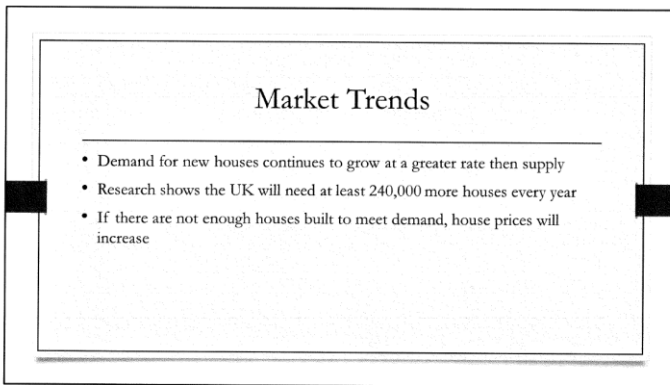 Market Trends
• Demand for new houses continues to grow at a greater rate then supply
• Research shows the UK will need at least 240,000 more houses every year
• If there are not enough houses built to meet demand, house prices will
increase